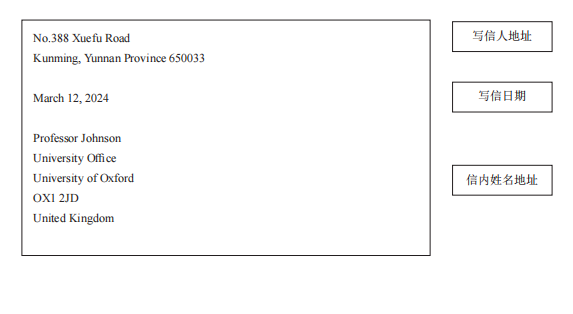 No.388 Xuefu Road
Kunming, Yunnan Province 650033
March 12, 2024
Professor Johnson
University Office
University of Oxford
OX1 2JD
United Kingdom
写信人地址
写信日期
信内姓名地址